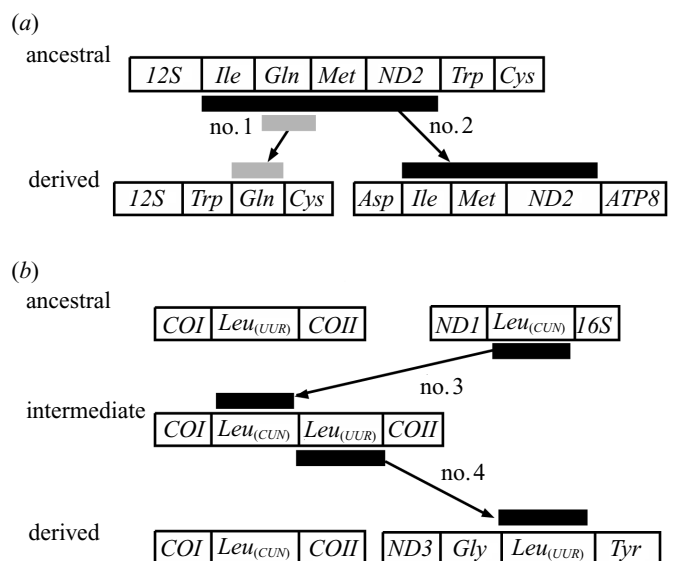 (a)
ancestral
12S Ile Gln Met ND2 Trp Cys
no.1 no.2
derived
12S Trp Gln Cys Asp Ile Met ND2 ATP8
(b)
ancestral
COI Leu(UUR) COII ND1 Leu(CUN) 16S
no.3
intermediate
COI Leu(CUN) Leu(UUR) COII
no.4
derived
COI Leu(CUN) COII ND3 Gly Leu(UUR) Tyr